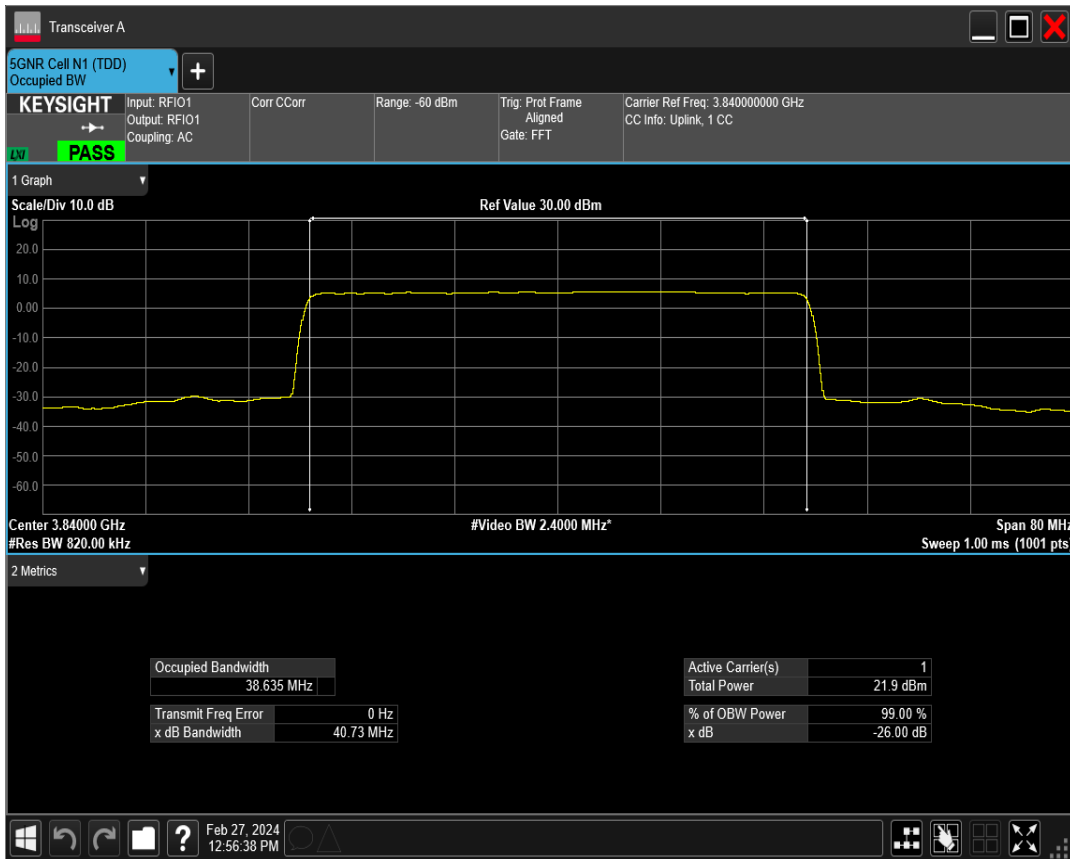 Transceiver A
5GNR Cell N1 (TDD)
Occupied BW
+
KEYSIGHT
LXI
PASS
Input: RFIO1
Output: RFIO1
Coupling: AC
Corr CCorr
Range: -60 dBm
Trig: Prot Frame
Aligned
Gate: FFT
Carrier Ref Freq: 3.840000000 GHz
CC Info: Uplink, 1 CC
1 Graph
Scale/Div 10.0 dB
Ref Value 30.00 dBm
Log
20.0
10.0
0.00
-10.0
-20.0
-30.0
-40.0
-50.0
-60.0
Center 3.84000 GHz
#Video BW 2.4000 MHz*
Span 80 MHz
#Res BW 820.00 kHz
Sweep 1.00 ms (1001 pts)
2 Metrics
Occupied Bandwidth
38.635 MHz
Transmit Freq Error 0 Hz
x dB Bandwidth 40.73 MHz
Active Carrier(s) 1
Total Power 21.9 dBm
% of OBW Power 99.00 %
x dB -26.00 dB
?
Feb 27, 2024
12:56:38 PM